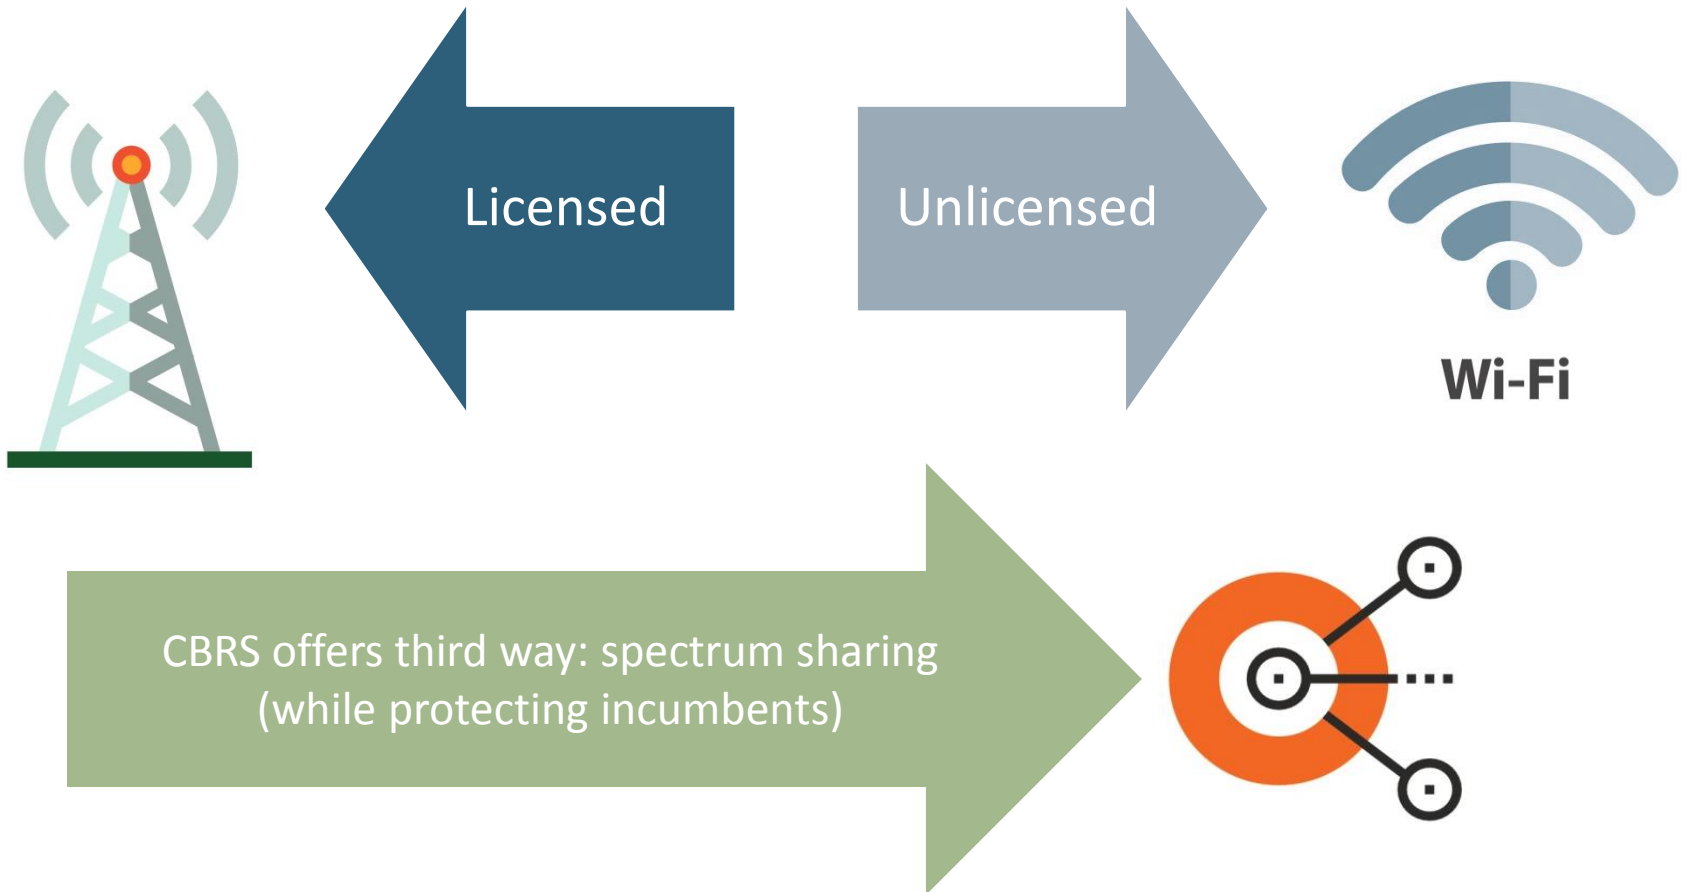 Licensed
Unlicensed
Wi-Fi
CBRS offers third way: spectrum sharing
(while protecting incumbents)